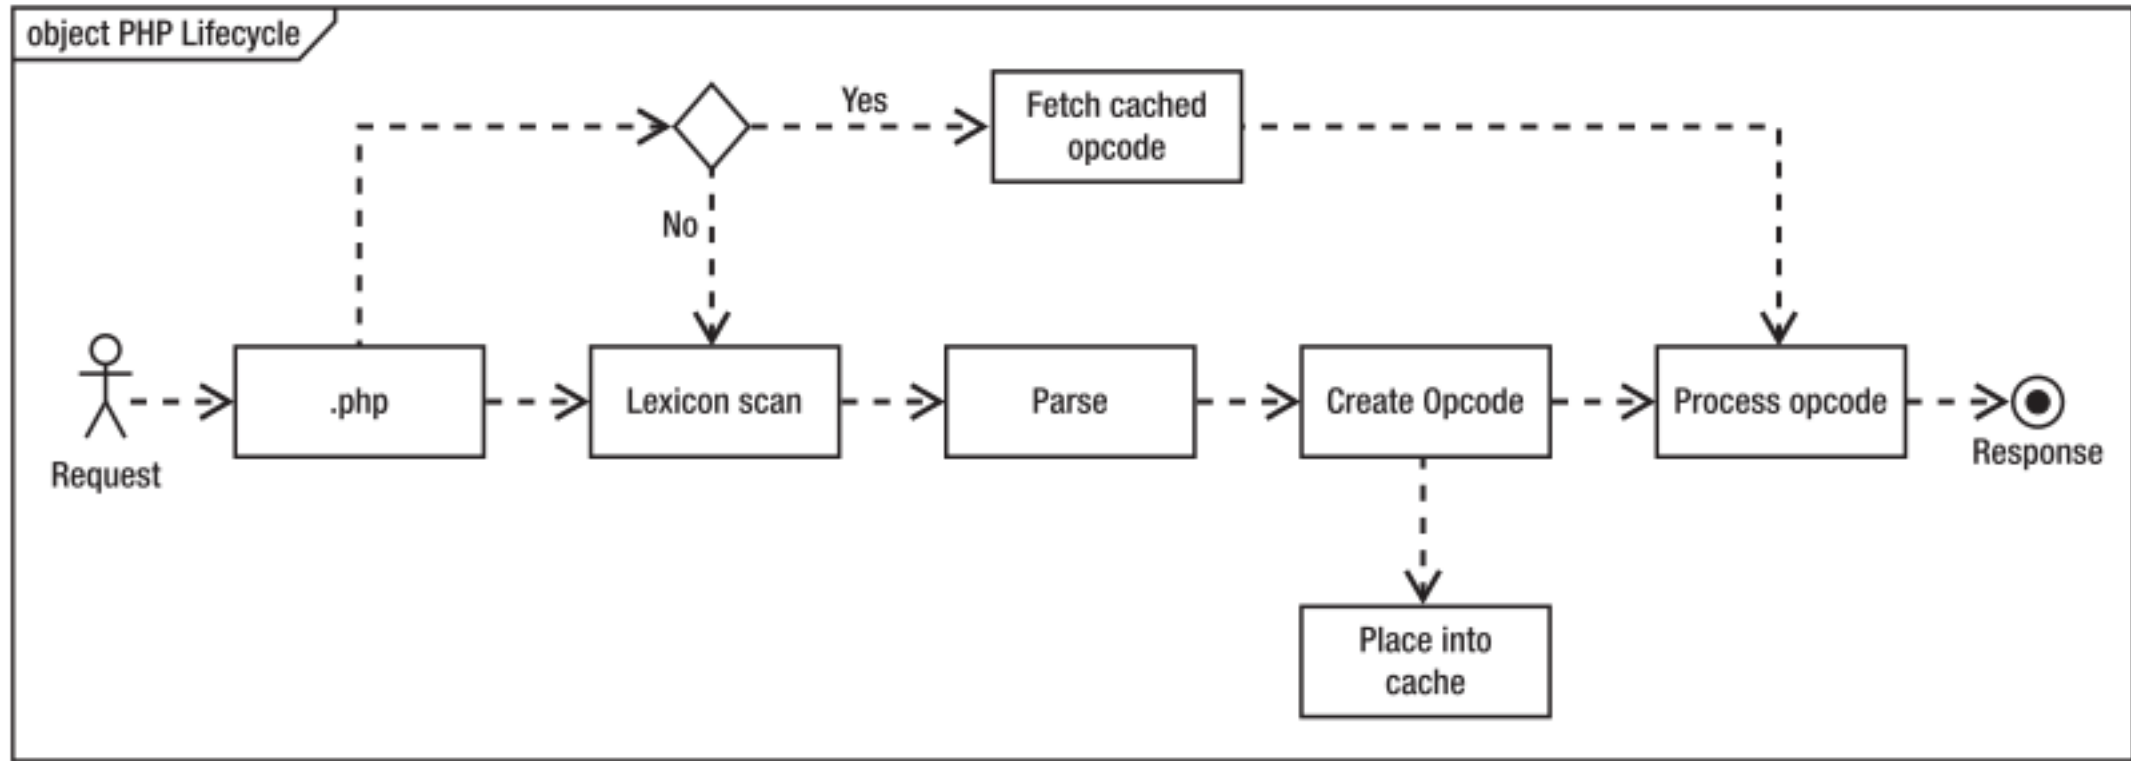 object PHP Lifecycle
Yes
Fetch cached
opcode
No
Request
.php
Lexicon scan
Parse
Create Opcode
Process opcode
Response
Place into
cache